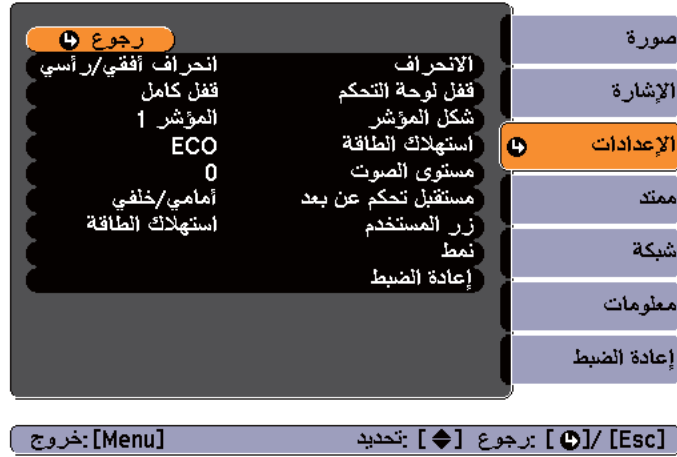 صورة
الإشارة
الإعدادات
ممتد
شبكة
معلومات
إعادة الضبط
رجوع
الانحراف انحراف أفقي/رأسي
قفل لوحة التحكم قفل كامل
شكل المؤشر المؤشر 1
استهلاك الطاقة ECO
مستوى الصوت 0
مستقبل تحكم عن بعد أمامي/خلفي
زر المستخدم استهلاك الطاقة
نمط
إعادة الضبط
[Esc] /[ ] :رجوع [ ] :تحديد [Menu] :خروج